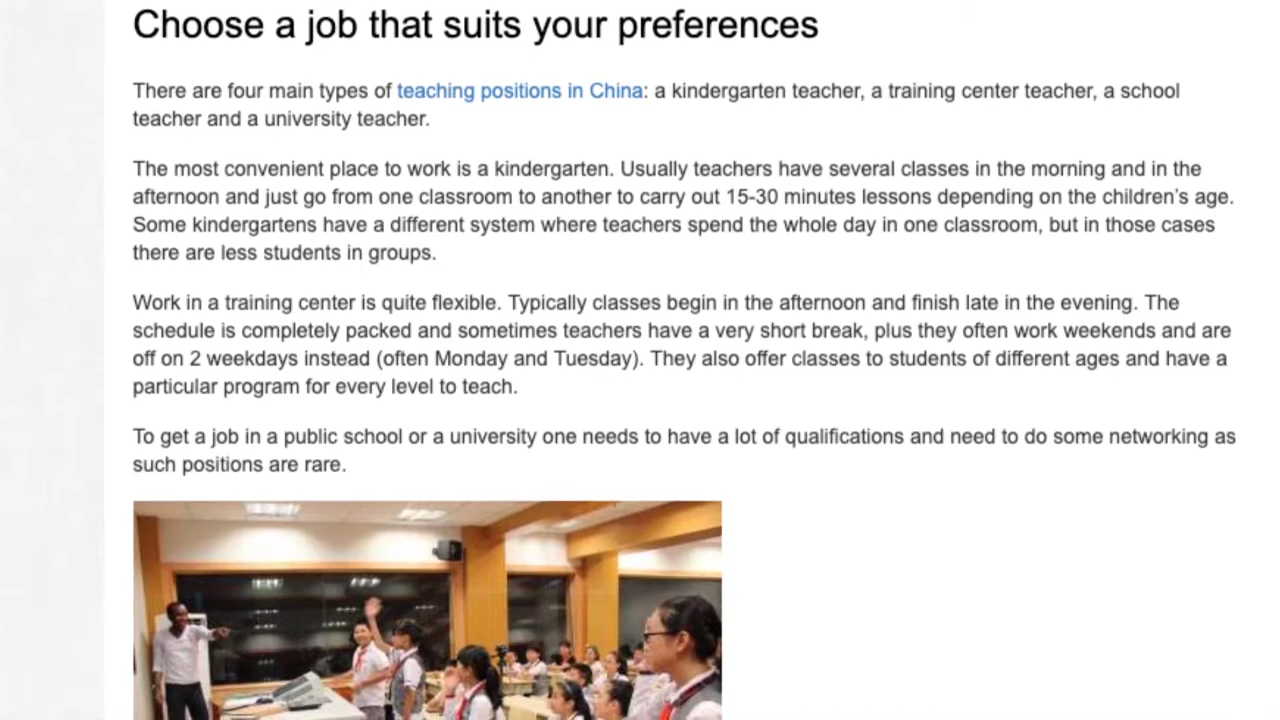 Choose a job that suits your preferences
There are four main types of teaching positions in China: a kindergarten teacher, a training center teacher, a school
teacher and a university teacher.
The most convenient place to work is a kindergarten. Usually teachers have several classes in the morning and in the
afternoon and just go from one classroom to another to carry out 15-30 minutes lessons depending on the children's age.
Some kindergartens have a different system where teachers spend the whole day in one classroom, but in those cases
there are less students in groups.
Work in a training center is quite flexible. Typically classes begin in the afternoon and finish late in the evening. The
schedule is completely packed and sometimes teachers have a very short break, plus they often work weekends and are
off on 2 weekdays instead (often Monday and Tuesday). They also offer classes to students of different ages and have a
particular program for every level to teach.
To get a job in a public school or a university one needs to have a lot of qualifications and need to do some networking as
such positions are rare.